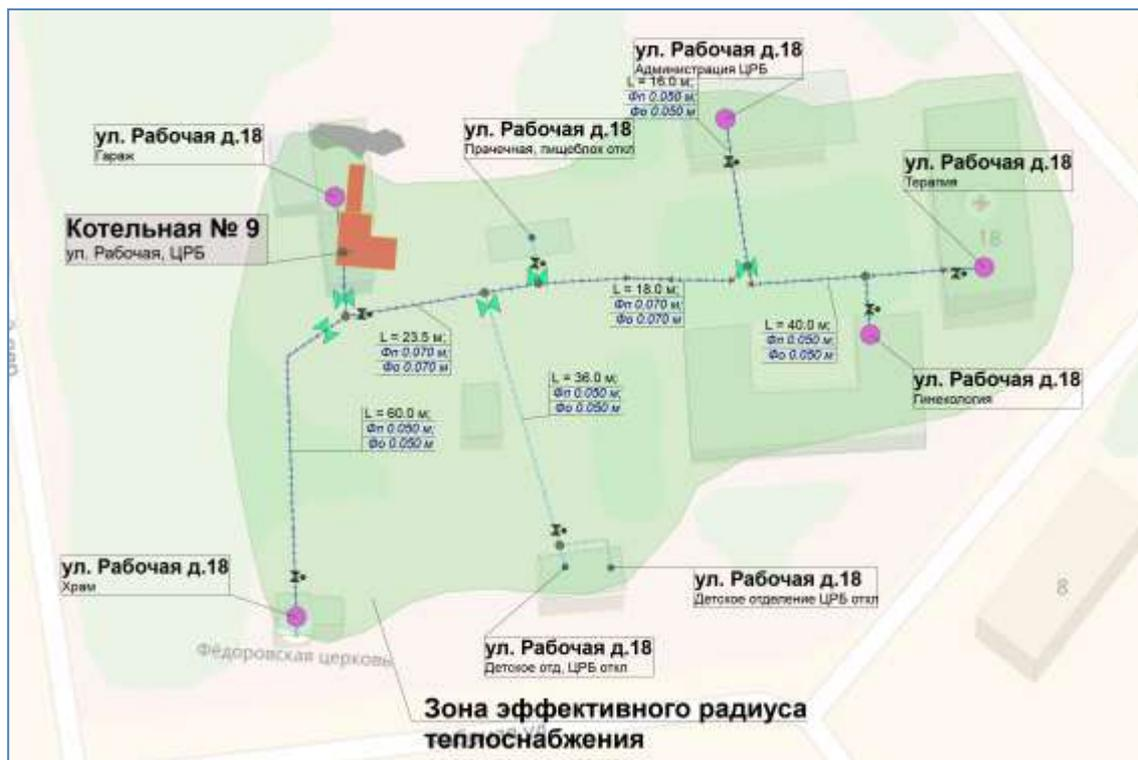 ул. Рабочая д.18
Администрация ЦРБ
L = 16.0 м;
Фп 0.050 м;
Фо 0.050 м
ул. Рабочая д.18
Гараж
ул. Рабочая д.18
Прачечная, пищеблок откл
ул. Рабочая д.18
Терапия
18
Котельная № 9
ул. Рабочая, ЦРБ
L = 23.5 м;
Фп 0.070 м;
Фо 0.070 м
L = 18.0 м;
Фп 0.070 м;
Фо 0.070 м
L = 40.0 м;
Фп 0.050 м;
Фо 0.050 м
L = 36.0 м;
Фп 0.050 м;
Фо 0.050 м
ул. Рабочая д.18
Гинекология
L = 60.0 м;
Фп 0.050 м;
Фо 0.050 м
ул. Рабочая д.18
Храм
ул. Рабочая д.18
Детское отделение ЦРБ откл
8
Фёдоровская церковь
ул. Рабочая д.18
Детское отд, ЦРБ откл
Зона эффективного радиуса
теплоснабжения